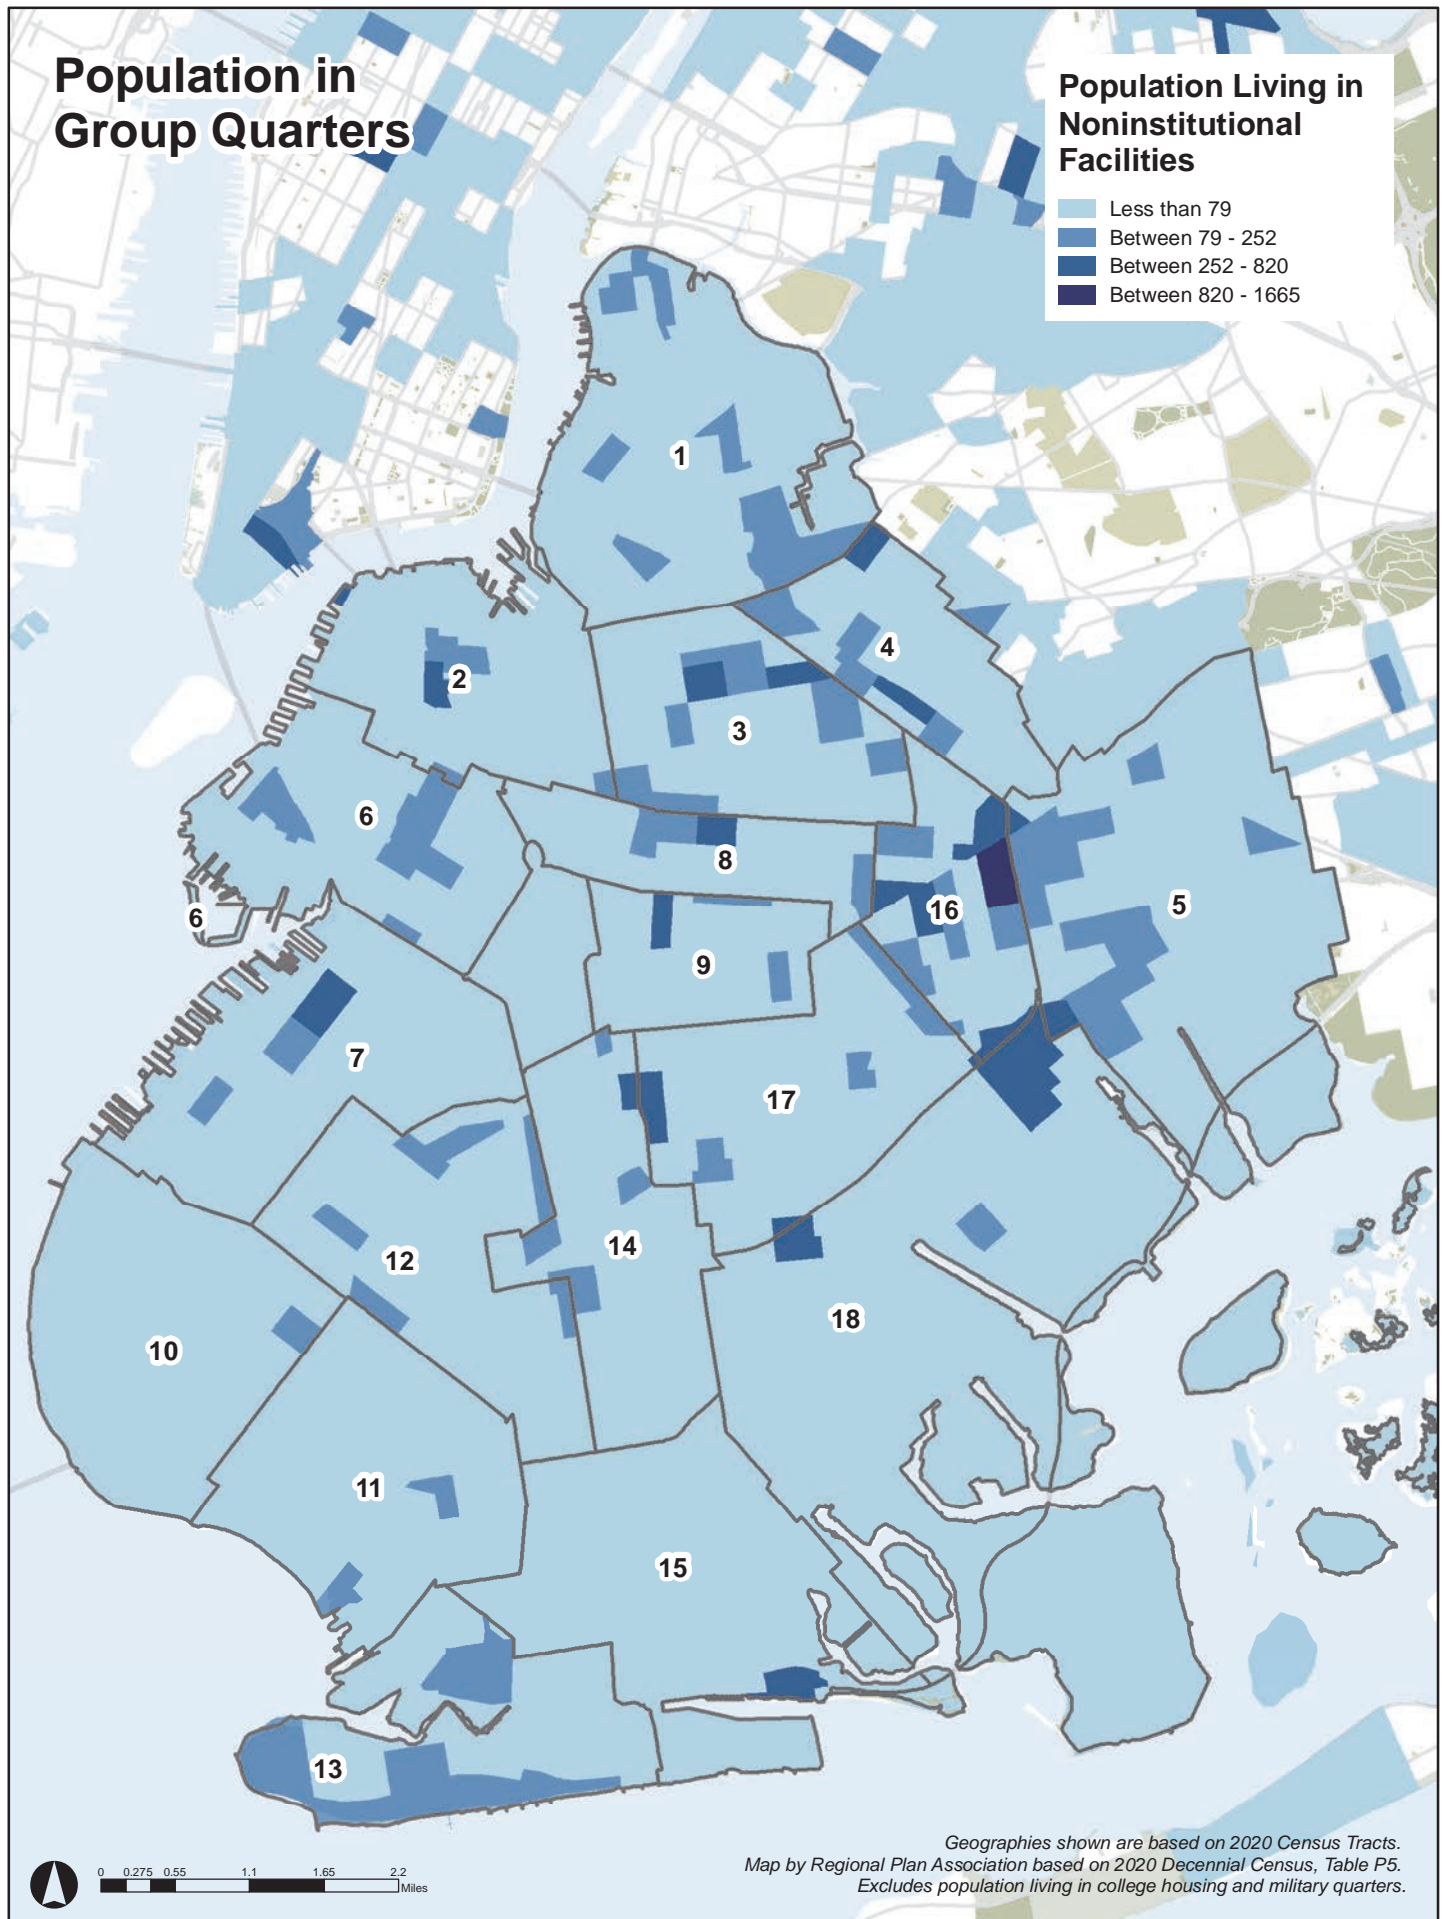 Population in
Group Quarters
Population Living in
Noninstitutional
Facilities
Less than 79
Between 79 - 252
Between 252 - 820
Between 820 - 1665
1
2
4
3
6
8
5
6
16
9
7
17
14
12
18
10
11
15
13
0 0.275 0.55 1.1 1.65 2.2
Miles
Geographies shown are based on 2020 Census Tracts.
Map by Regional Plan Association based on 2020 Decennial Census, Table P5.
Excludes population living in college housing and military quarters.